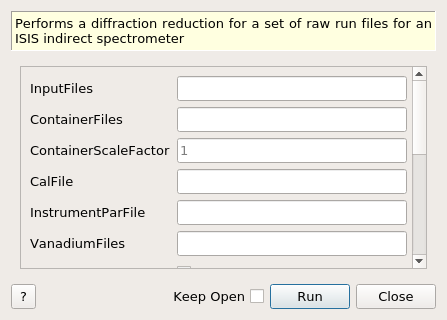 Performs a diffraction reduction for a set of raw run files for an
ISIS indirect spectrometer
InputFiles
ContainerFiles
ContainerScaleFactor 1
CalFile
InstrumentParFile
VanadiumFiles
? Keep Open Run Close